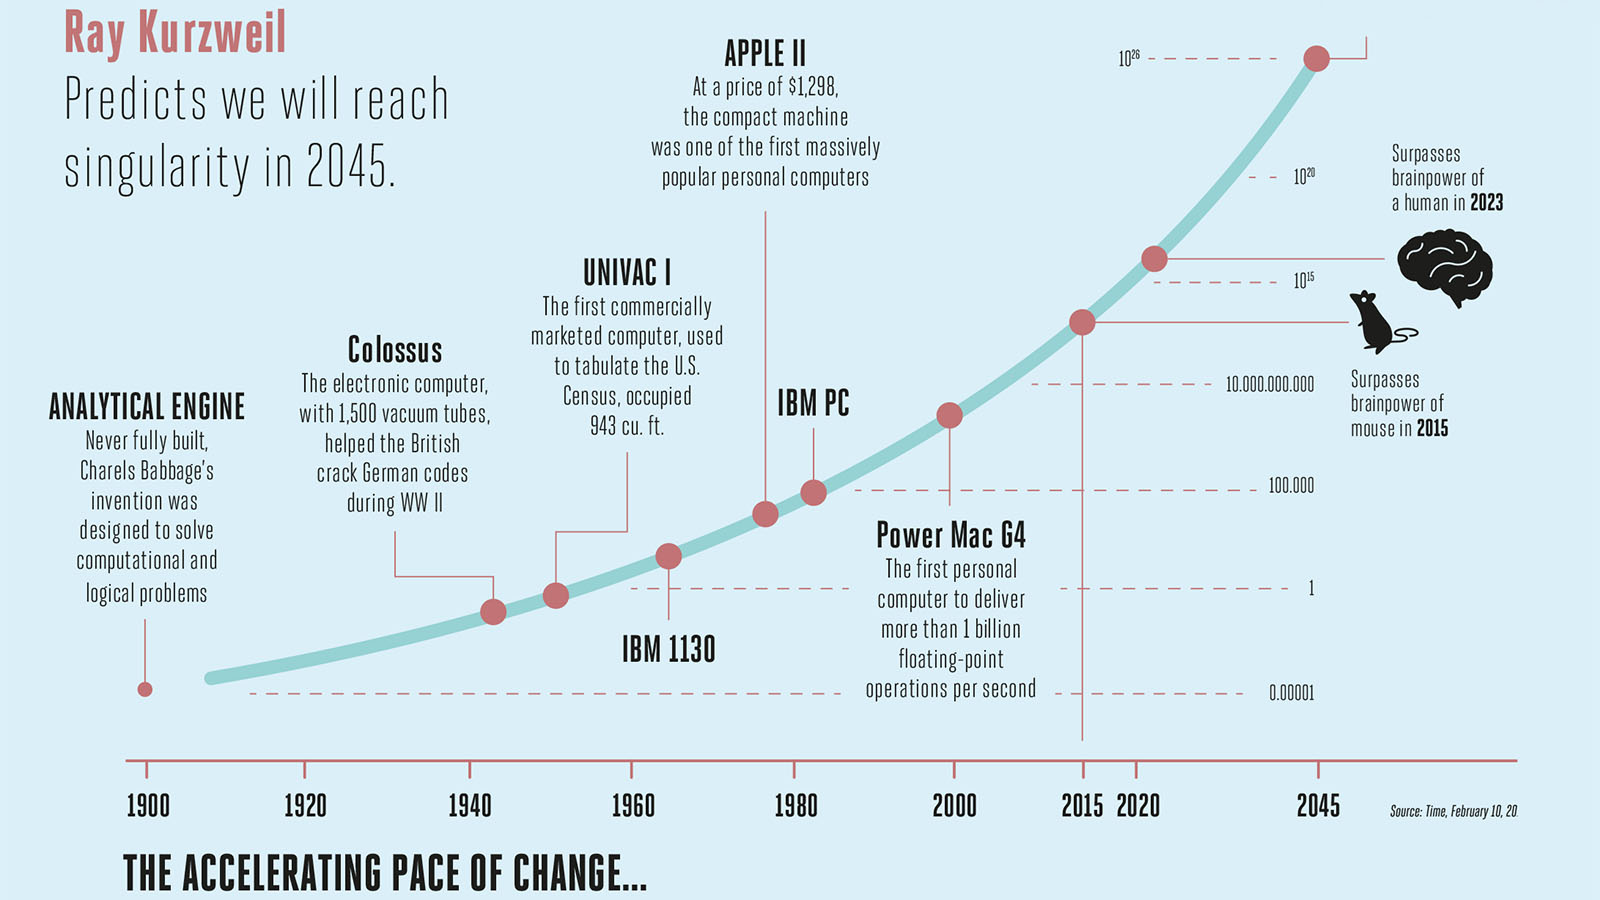 Ray Kurzweil
Predicts we will reach
singularity in 2045.
ANALYTICAL ENGINE
Never fully built,
Charels Babbage's
invention was
designed to solve
computational and
logical problems
Colossus
The electronic computer,
with 1,500 vacuum tubes,
helped the British
crack German codes
during WW II
UNIVAC I
The first commercially
marketed computer, used
to tabulate the U.S.
Census, occupied
943 cu. ft.
IBM 1130
APPLE II
At a price of $1,298,
the compact machine
was one of the first massively
popular personal computers
IBM PC
Power Mac G4
The first personal
computer to deliver
more than 1 billion
floating-point
operations per second
Surpasses
brainpower of
a human in 2023
Surpasses
brainpower of
mouse in 2015
10²⁶
10²⁰
10¹⁵
10.000.000.000
100.000
1
0.00001
1900 1920 1940 1960 1980 2000 2015 2020 2045
Source: Time, February 10, 20
THE ACCELERATING PACE OF CHANGE...